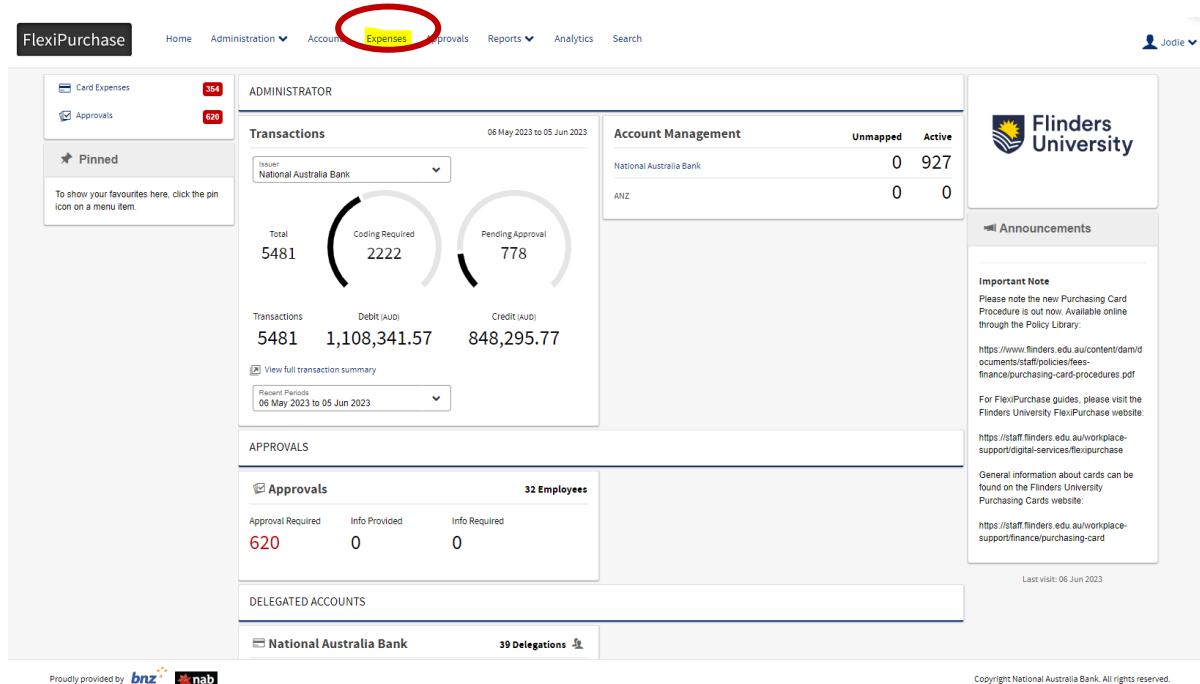 FlexiPurchase
Home Administration Accoun Expenses provals Reports Analytics Search
Jodie
Card Expenses 354
Approvals 620
Pinned
To show your favourites here, click the pin
icon on a menu item.
ADMINISTRATOR
Transactions 06 May 2023 to 05 Jun 2023
Issuer
National Australia Bank
Total
5481
Coding Required
2222
Pending Approval
778
Transactions Debit (AUD) Credit (AUD)
5481 1,108,341.57 848,295.77
View full transaction summary
Recent Periods
06 May 2023 to 05 Jun 2023
Account Management Unmapped Active
National Australia Bank 0 927
ANZ 0 0
APPROVALS
Approvals 32 Employees
Approval Required Info Provided Info Required
620 0 0
DELEGATED ACCOUNTS
National Australia Bank 39 Delegations
Flinders
University
Announcements
Important Note
Please note the new Purchasing Card
Procedure is out now. Available online
through the Policy Library:
https://www.flinders.edu.au/content/dam/d
ocuments/staff/policies/fees-
finance/purchasing-card-procedures.pdf
For FlexiPurchase guides, please visit the
Flinders University FlexiPurchase website:
https://staff.flinders.edu.au/workplace-
support/digital-services/flexipurchase
General information about cards can be
found on the Flinders University
Purchasing Cards website:
https://staff.flinders.edu.au/workplace-
support/finance/purchasing-card
Last visit: 06 Jun 2023
Proudly provided by bnz nab
Copyright National Australia Bank. All rights reserved.